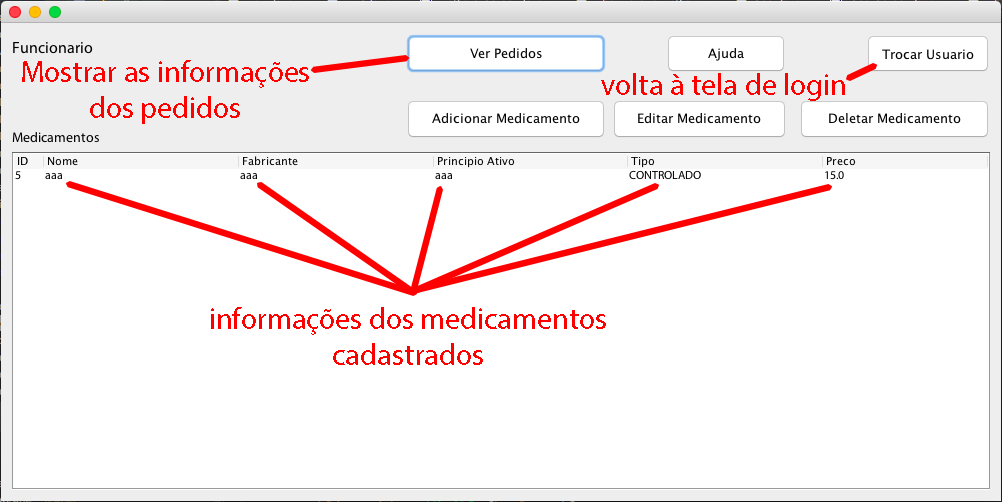 Funcionario
Ver Pedidos
Ajuda
Trocar Usuario
Mostrar as informações
dos pedidos
volta à tela de login
Adicionar Medicamento
Editar Medicamento
Deletar Medicamento
Medicamentos
ID Nome Fabricante Principio Ativo Tipo Preco
5 aaa aaa aaa CONTROLADO 15.0
informações dos medicamentos
cadastrados